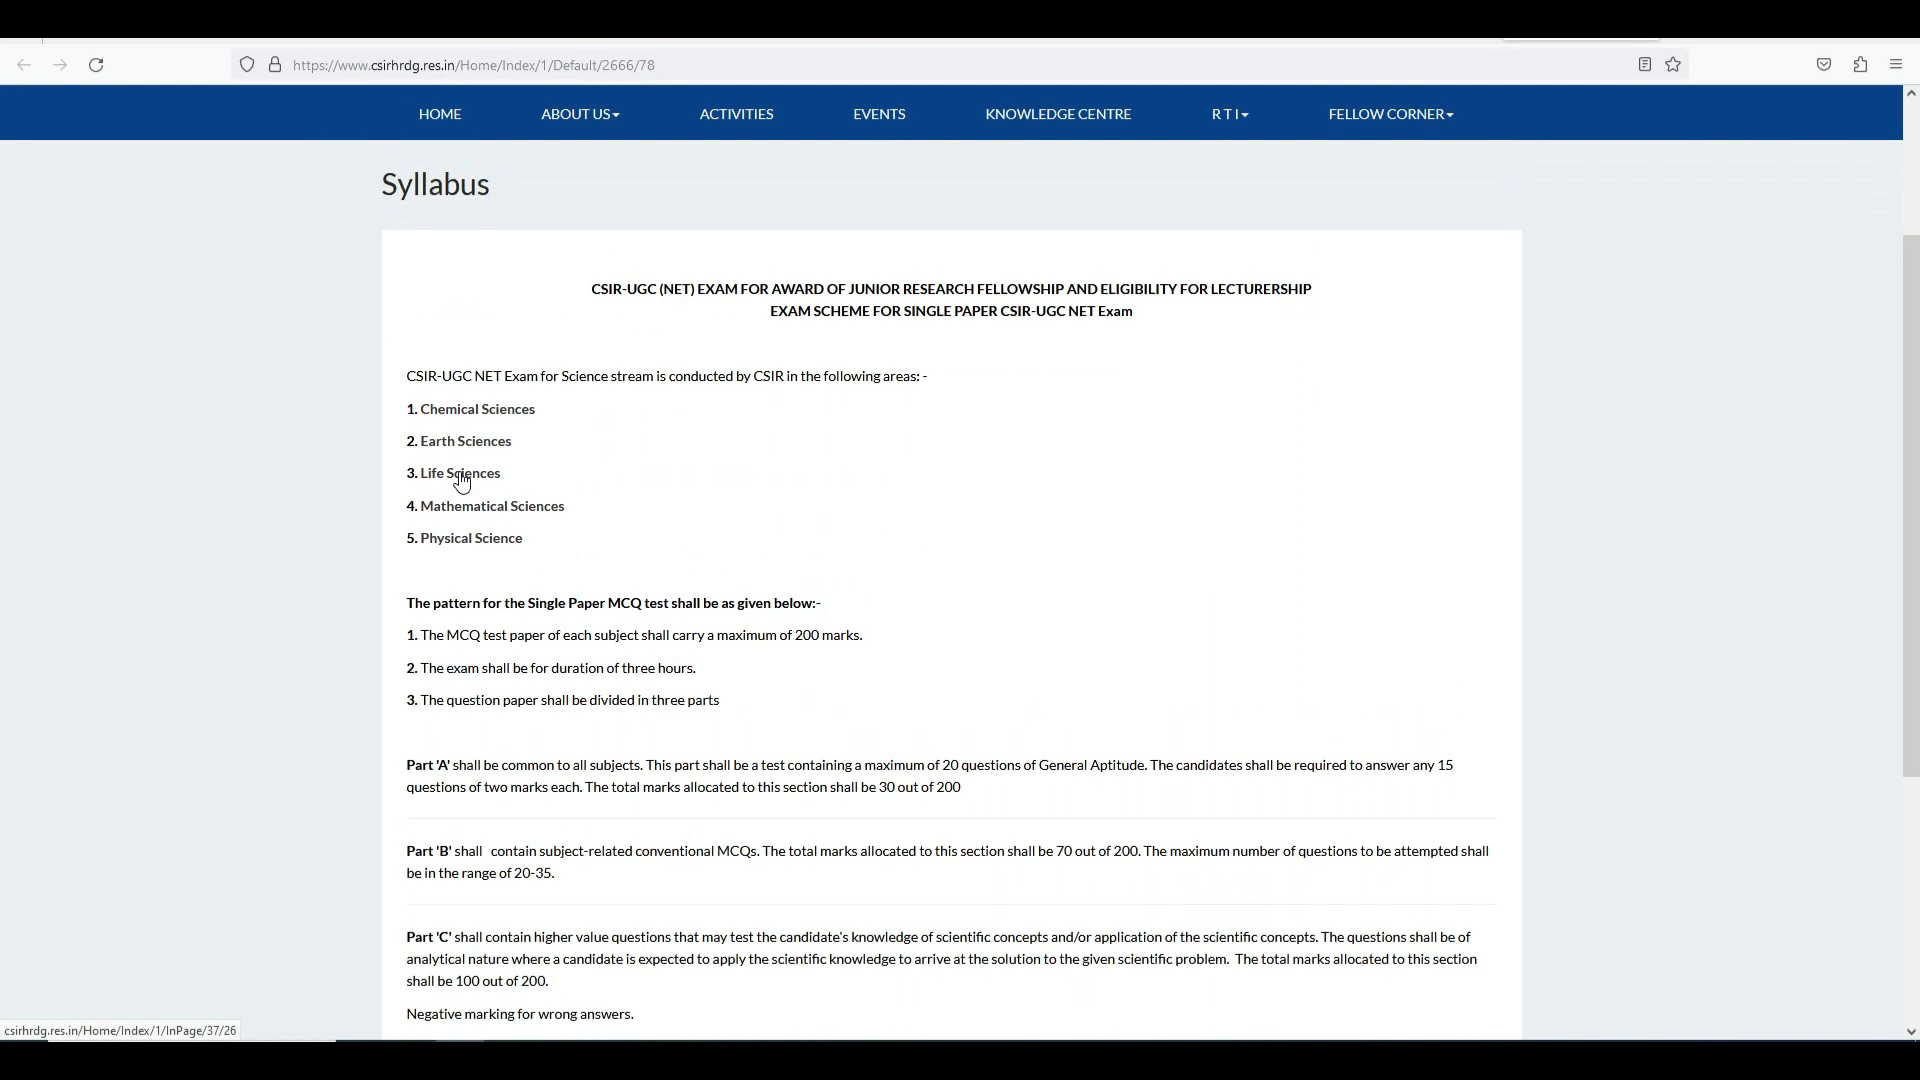 https://www.csirhrdg.res.in/Home/Index/1/Default/2666/78
HOME ABOUT US ACTIVITIES EVENTS KNOWLEDGE CENTRE R T I FELLOW CORNER
Syllabus
CSIR-UGC (NET) EXAM FOR AWARD OF JUNIOR RESEARCH FELLOWSHIP AND ELIGIBILITY FOR LECTURERSHIP
EXAM SCHEME FOR SINGLE PAPER CSIR-UGC NET Exam
CSIR-UGC NET Exam for Science stream is conducted by CSIR in the following areas: -
1. Chemical Sciences
2. Earth Sciences
3. Life Sciences
4. Mathematical Sciences
5. Physical Science
The pattern for the Single Paper MCQ test shall be as given below:-
1. The MCQ test paper of each subject shall carry a maximum of 200 marks.
2. The exam shall be for duration of three hours.
3. The question paper shall be divided in three parts
Part 'A' shall be common to all subjects. This part shall be a test containing a maximum of 20 questions of General Aptitude. The candidates shall be required to answer any 15
questions of two marks each. The total marks allocated to this section shall be 30 out of 200
Part 'B' shall contain subject-related conventional MCQs. The total marks allocated to this section shall be 70 out of 200. The maximum number of questions to be attempted shall
be in the range of 20-35.
Part 'C' shall contain higher value questions that may test the candidate's knowledge of scientific concepts and/or application of the scientific concepts. The questions shall be of
analytical nature where a candidate is expected to apply the scientific knowledge to arrive at the solution to the given scientific problem. The total marks allocated to this section
shall be 100 out of 200.
Negative marking for wrong answers.
csirhrdg.res.in/Home/Index/1/InPage/37/26